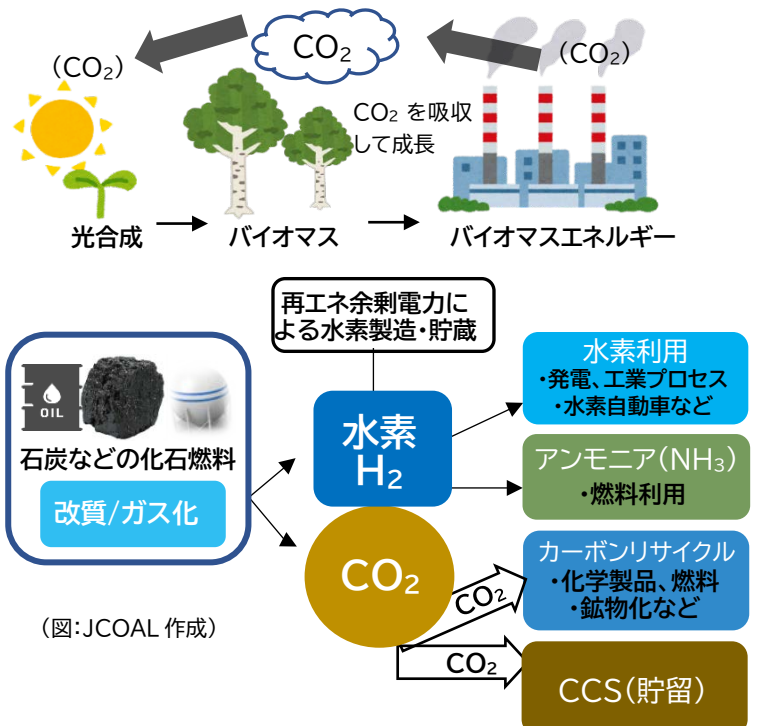 CO₂
(CO₂)
(CO₂)
CO₂ を吸収
して成長
光合成
バイオマス
バイオマスエネルギー
再エネ余剰電力に
よる水素製造・貯蔵
OIL
石炭などの化石燃料
改質/ガス化
水素
H₂
CO₂
水素利用
・発電、工業プロセス
・水素自動車など
アンモニア(NH₃)
・燃料利用
カーボンリサイクル
・化学製品、燃料
・鉱物化など
CO₂
CO₂
CCS(貯留)
(図:JCOAL 作成)